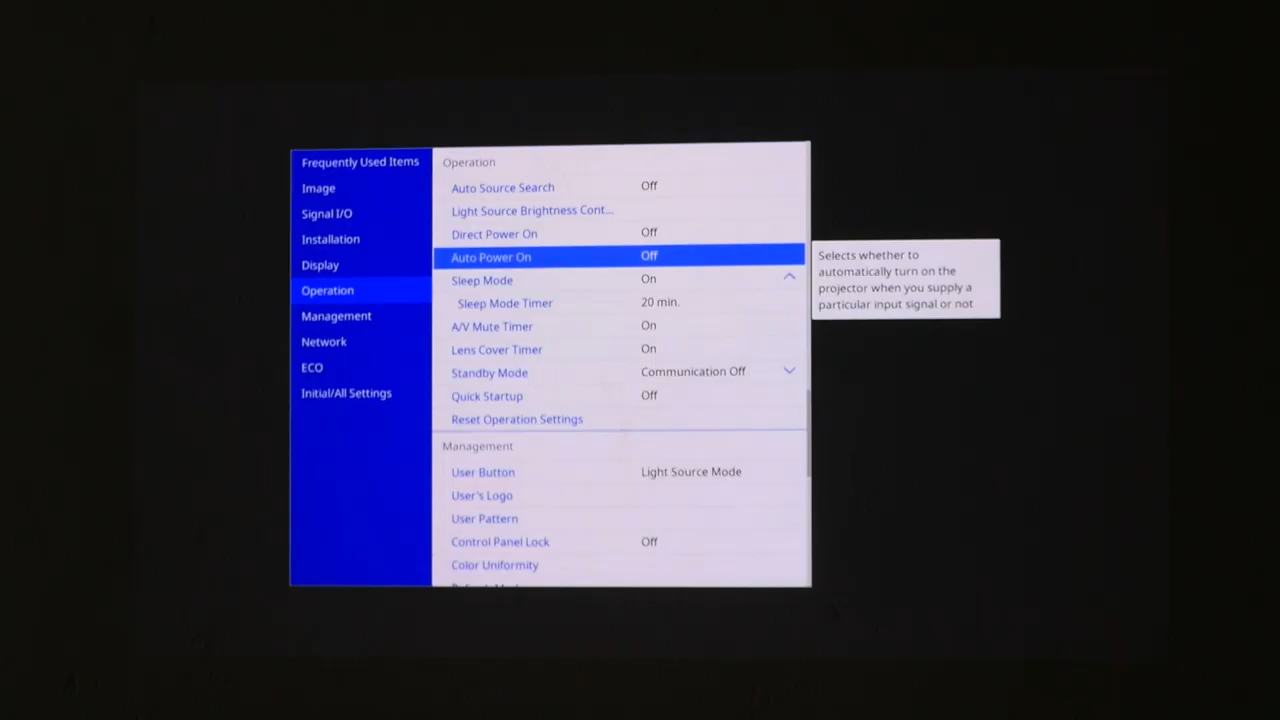 Frequently Used Items
Image
Signal I/O
Installation
Display
Operation
Management
Network
ECO
Initial/All Settings
Operation
Auto Source Search Off
Light Source Brightness Cont...
Direct Power On Off
Auto Power On Off
Sleep Mode On
Sleep Mode Timer 20 min.
A/V Mute Timer On
Lens Cover Timer On
Standby Mode Communication Off
Quick Startup Off
Reset Operation Settings
Management
User Button Light Source Mode
User's Logo
User Pattern
Control Panel Lock Off
Color Uniformity
Selects whether to
automatically turn on the
projector when you supply a
particular input signal or not